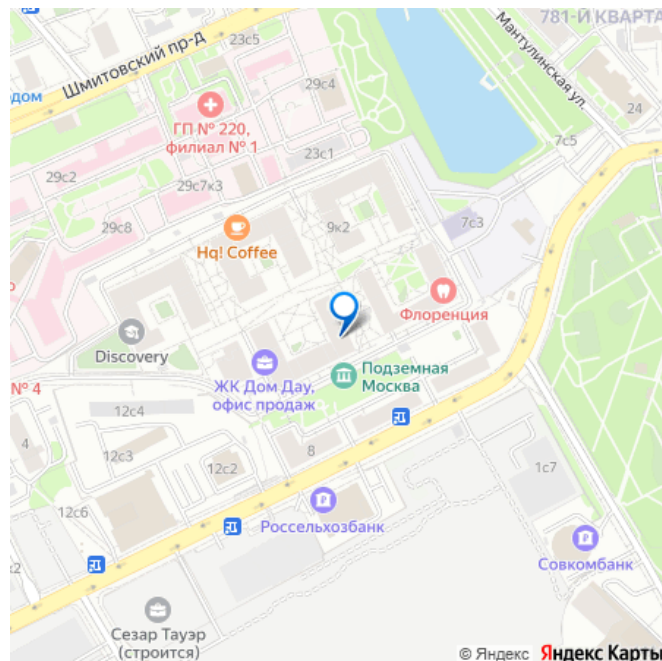 781-Й КВАРТА
Шмитовский пр-д
23с5
Мантулинская ул.
29с4
одом
24
ГП № 220,
филиал № 1
7с5
23с1
29с2
29с7к3
9к2
7с3
29с8
Hq! Coffee
о
Флоренция
Discovery
Подземная
Москва
ЖК Дом Дау,
офис продаж
№ 4
12с4
4
8
12с3
12с2
1с7
12с6
Россельхозбанк
Совкомбанк
к2
Сезар Тауэр
(строится)
© Яндекс Яндекс Карты